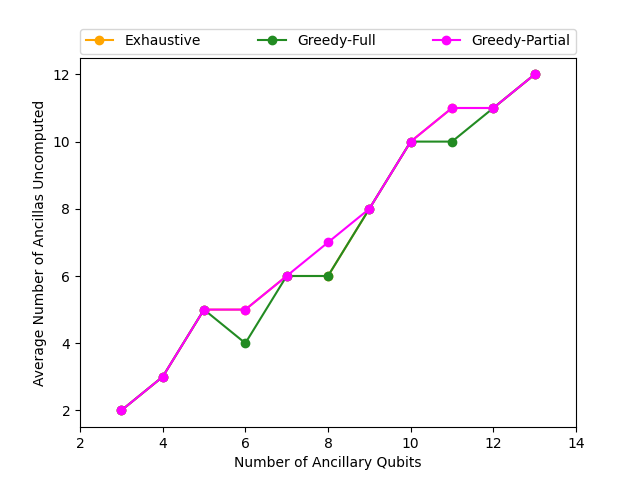 Exhaustive Greedy-Full Greedy-Partial
Average Number of Ancillas Uncomputed
12
10
8
6
4
2
2 4 6 8 10 12 14
Number of Ancillary Qubits